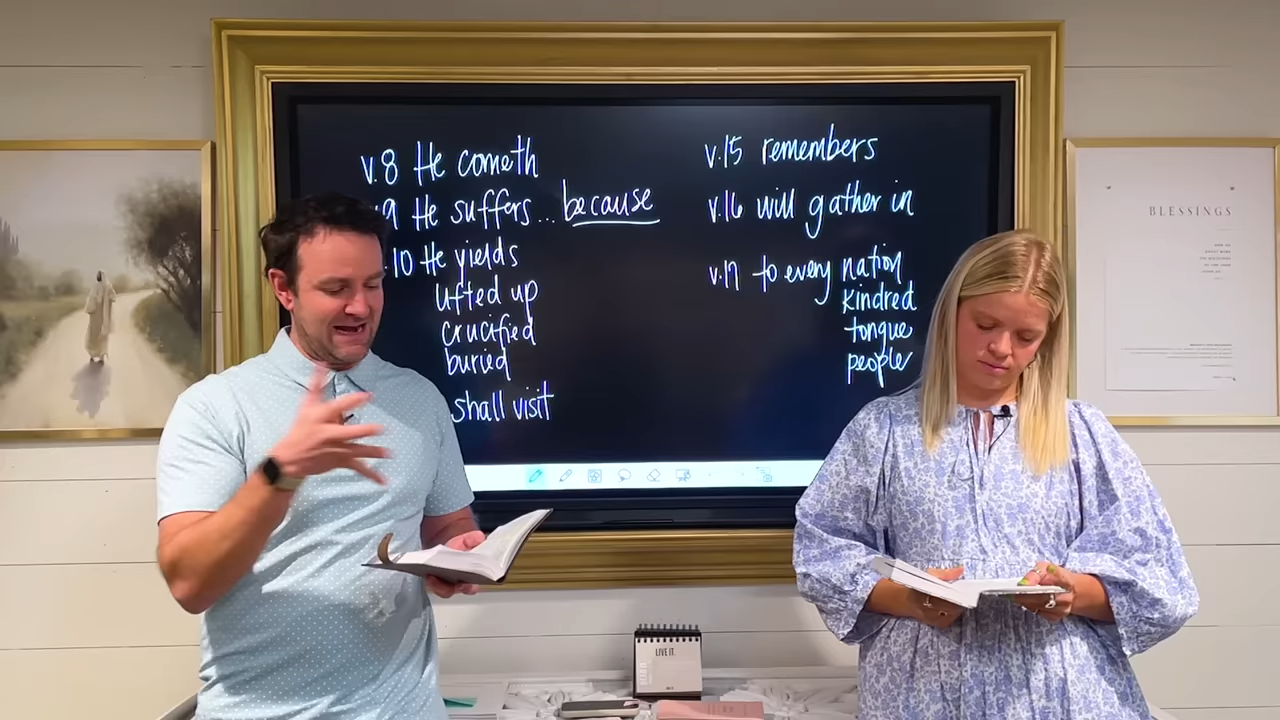 v.8 He cometh
v9 He suffers... because
10 He yields
lifted up
crucified
buried
shall visit
v.15 remembers
v.16 will gather in
v.17 to every nation
kindred
tongue
people
BLESSINGS
LIVE IT.